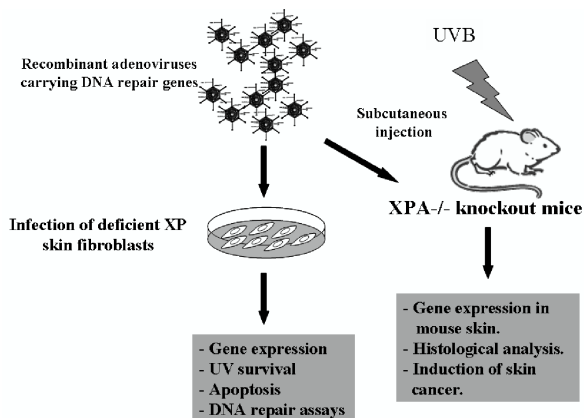 UVB
Recombinant adenoviruses
carrying DNA repair genes
Subcutaneous
injection
XPA-/- knockout mice
Infection of deficient XP
skin fibroblasts
- Gene expression
- UV survival
- Apoptosis
- DNA repair assays
- Gene expression in
mouse skin.
- Histological analysis.
- Induction of skin
cancer.